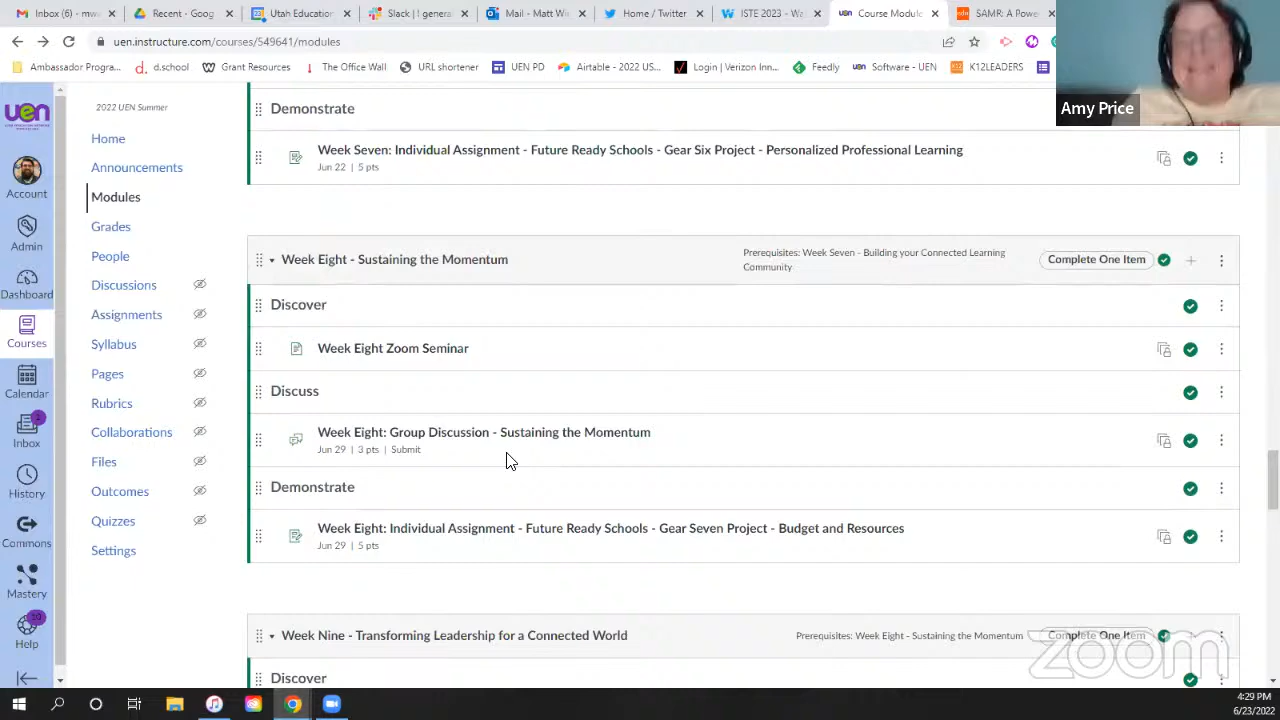 Inbox (10) - mw
Recent - Goog
Utah Educatio
Slack | ! general
Mail - Matt Wi
Home / Twitter
ISTE 2023 - Wa
Course Module
SAMR: A Powe
uen.instructure.com/courses/549641/modules
Ambassador Progra...
d.school
Grant Resources
The Office Wall
URL shortener
UEN PD
Airtable - 2022 US...
Login | Verizon Inn...
Feedly
Software - UEN
K12LEADERS
Amy Price
uen
Account
Admin
Dashboard
Courses
Calendar
Inbox
History
Commons
Mastery
Help
2022 UEN Summer
Home
Announcements
Modules
Grades
People
Discussions
Assignments
Syllabus
Pages
Rubrics
Collaborations
Files
Outcomes
Quizzes
Settings
Demonstrate
Week Seven: Individual Assignment - Future Ready Schools - Gear Six Project - Personalized Professional Learning
Jun 22 | 5 pts
Week Eight - Sustaining the Momentum
Prerequisites: Week Seven - Building your Connected Learning
Community
Complete One Item
Discover
Week Eight Zoom Seminar
Discuss
Week Eight: Group Discussion - Sustaining the Momentum
Jun 29 | 3 pts | Submit
Demonstrate
Week Eight: Individual Assignment - Future Ready Schools - Gear Seven Project - Budget and Resources
Jun 29 | 5 pts
Week Nine - Transforming Leadership for a Connected World
Prerequisites: Week Eight - Sustaining the Momentum
Complete One Item
Discover
zoom
4:29 PM
6/23/2022